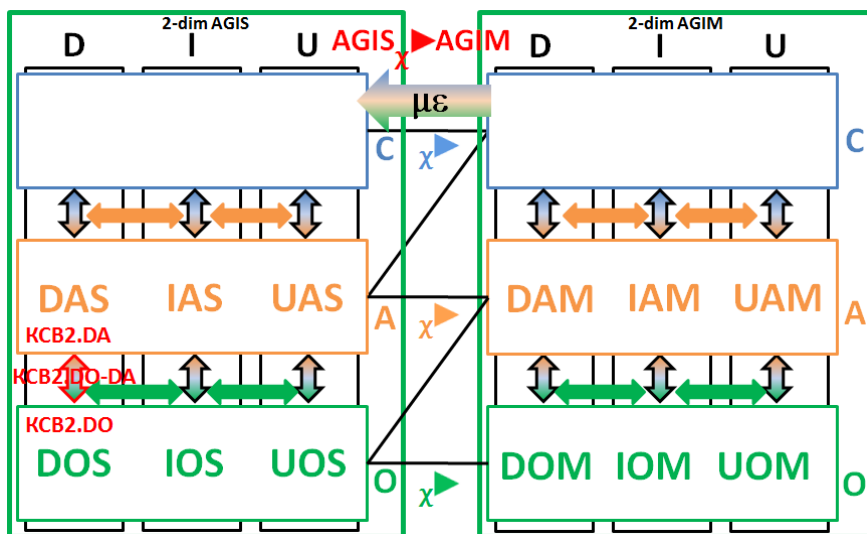 2-dim AGIS
AGISχ►AGIM
2-dim AGIM
D I U
D I U
με
C
χ►
C
DAS IAS UAS
A
χ►
DAM IAM UAM
A
КСВ2.DA
КСВ2.DO-DA
КСВ2.DO
DOS IOS UOS
O
χ►
DOM IOM UOM
O